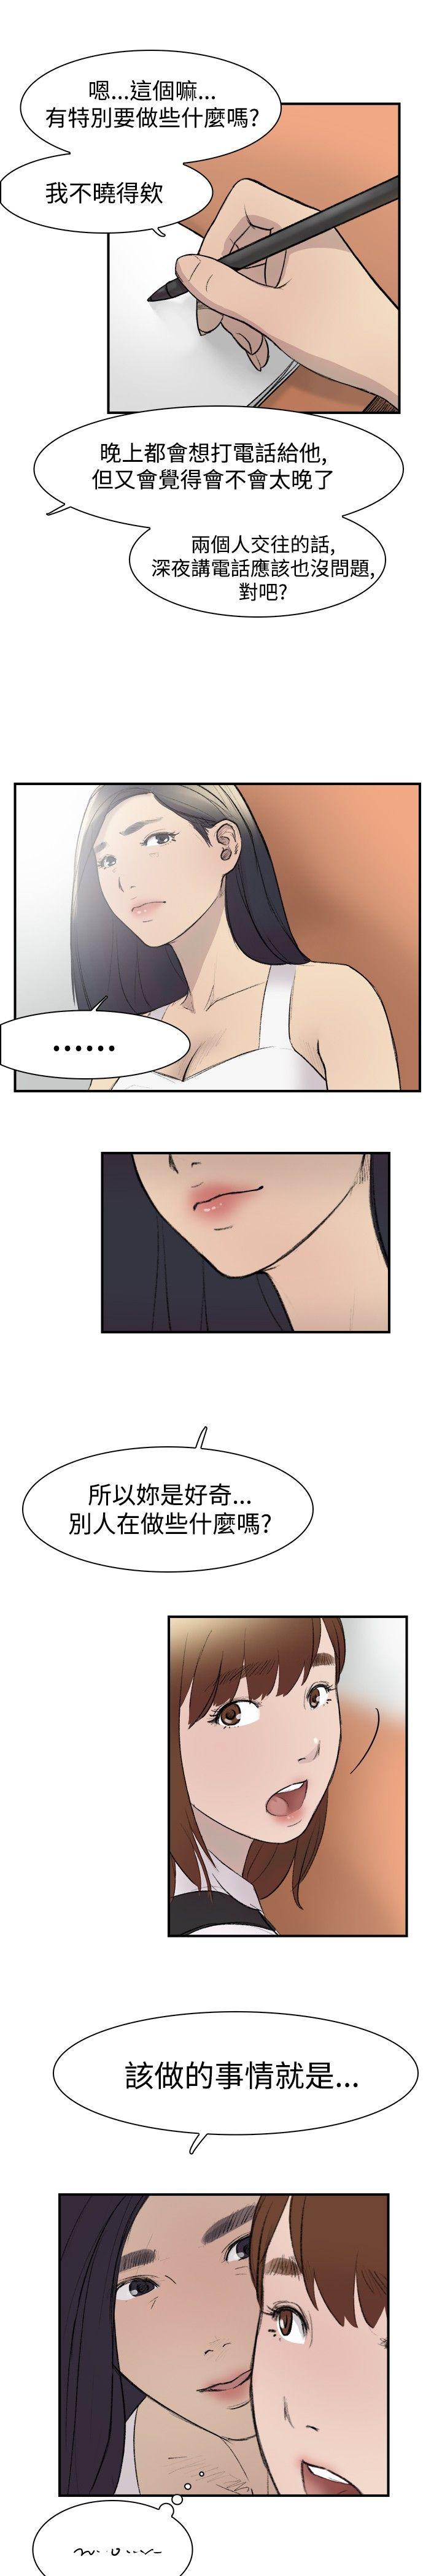 嗯...這個嘛...
有特別要做些什麼嗎?
我不曉得欸
晚上都會想打電話給他,
但又會覺得會不會太晚了
兩個人交往的話,
深夜講電話應該也沒問題,
對吧?
••••••
所以妳是好奇...
別人在做些什麼嗎?
該做的事情就是...